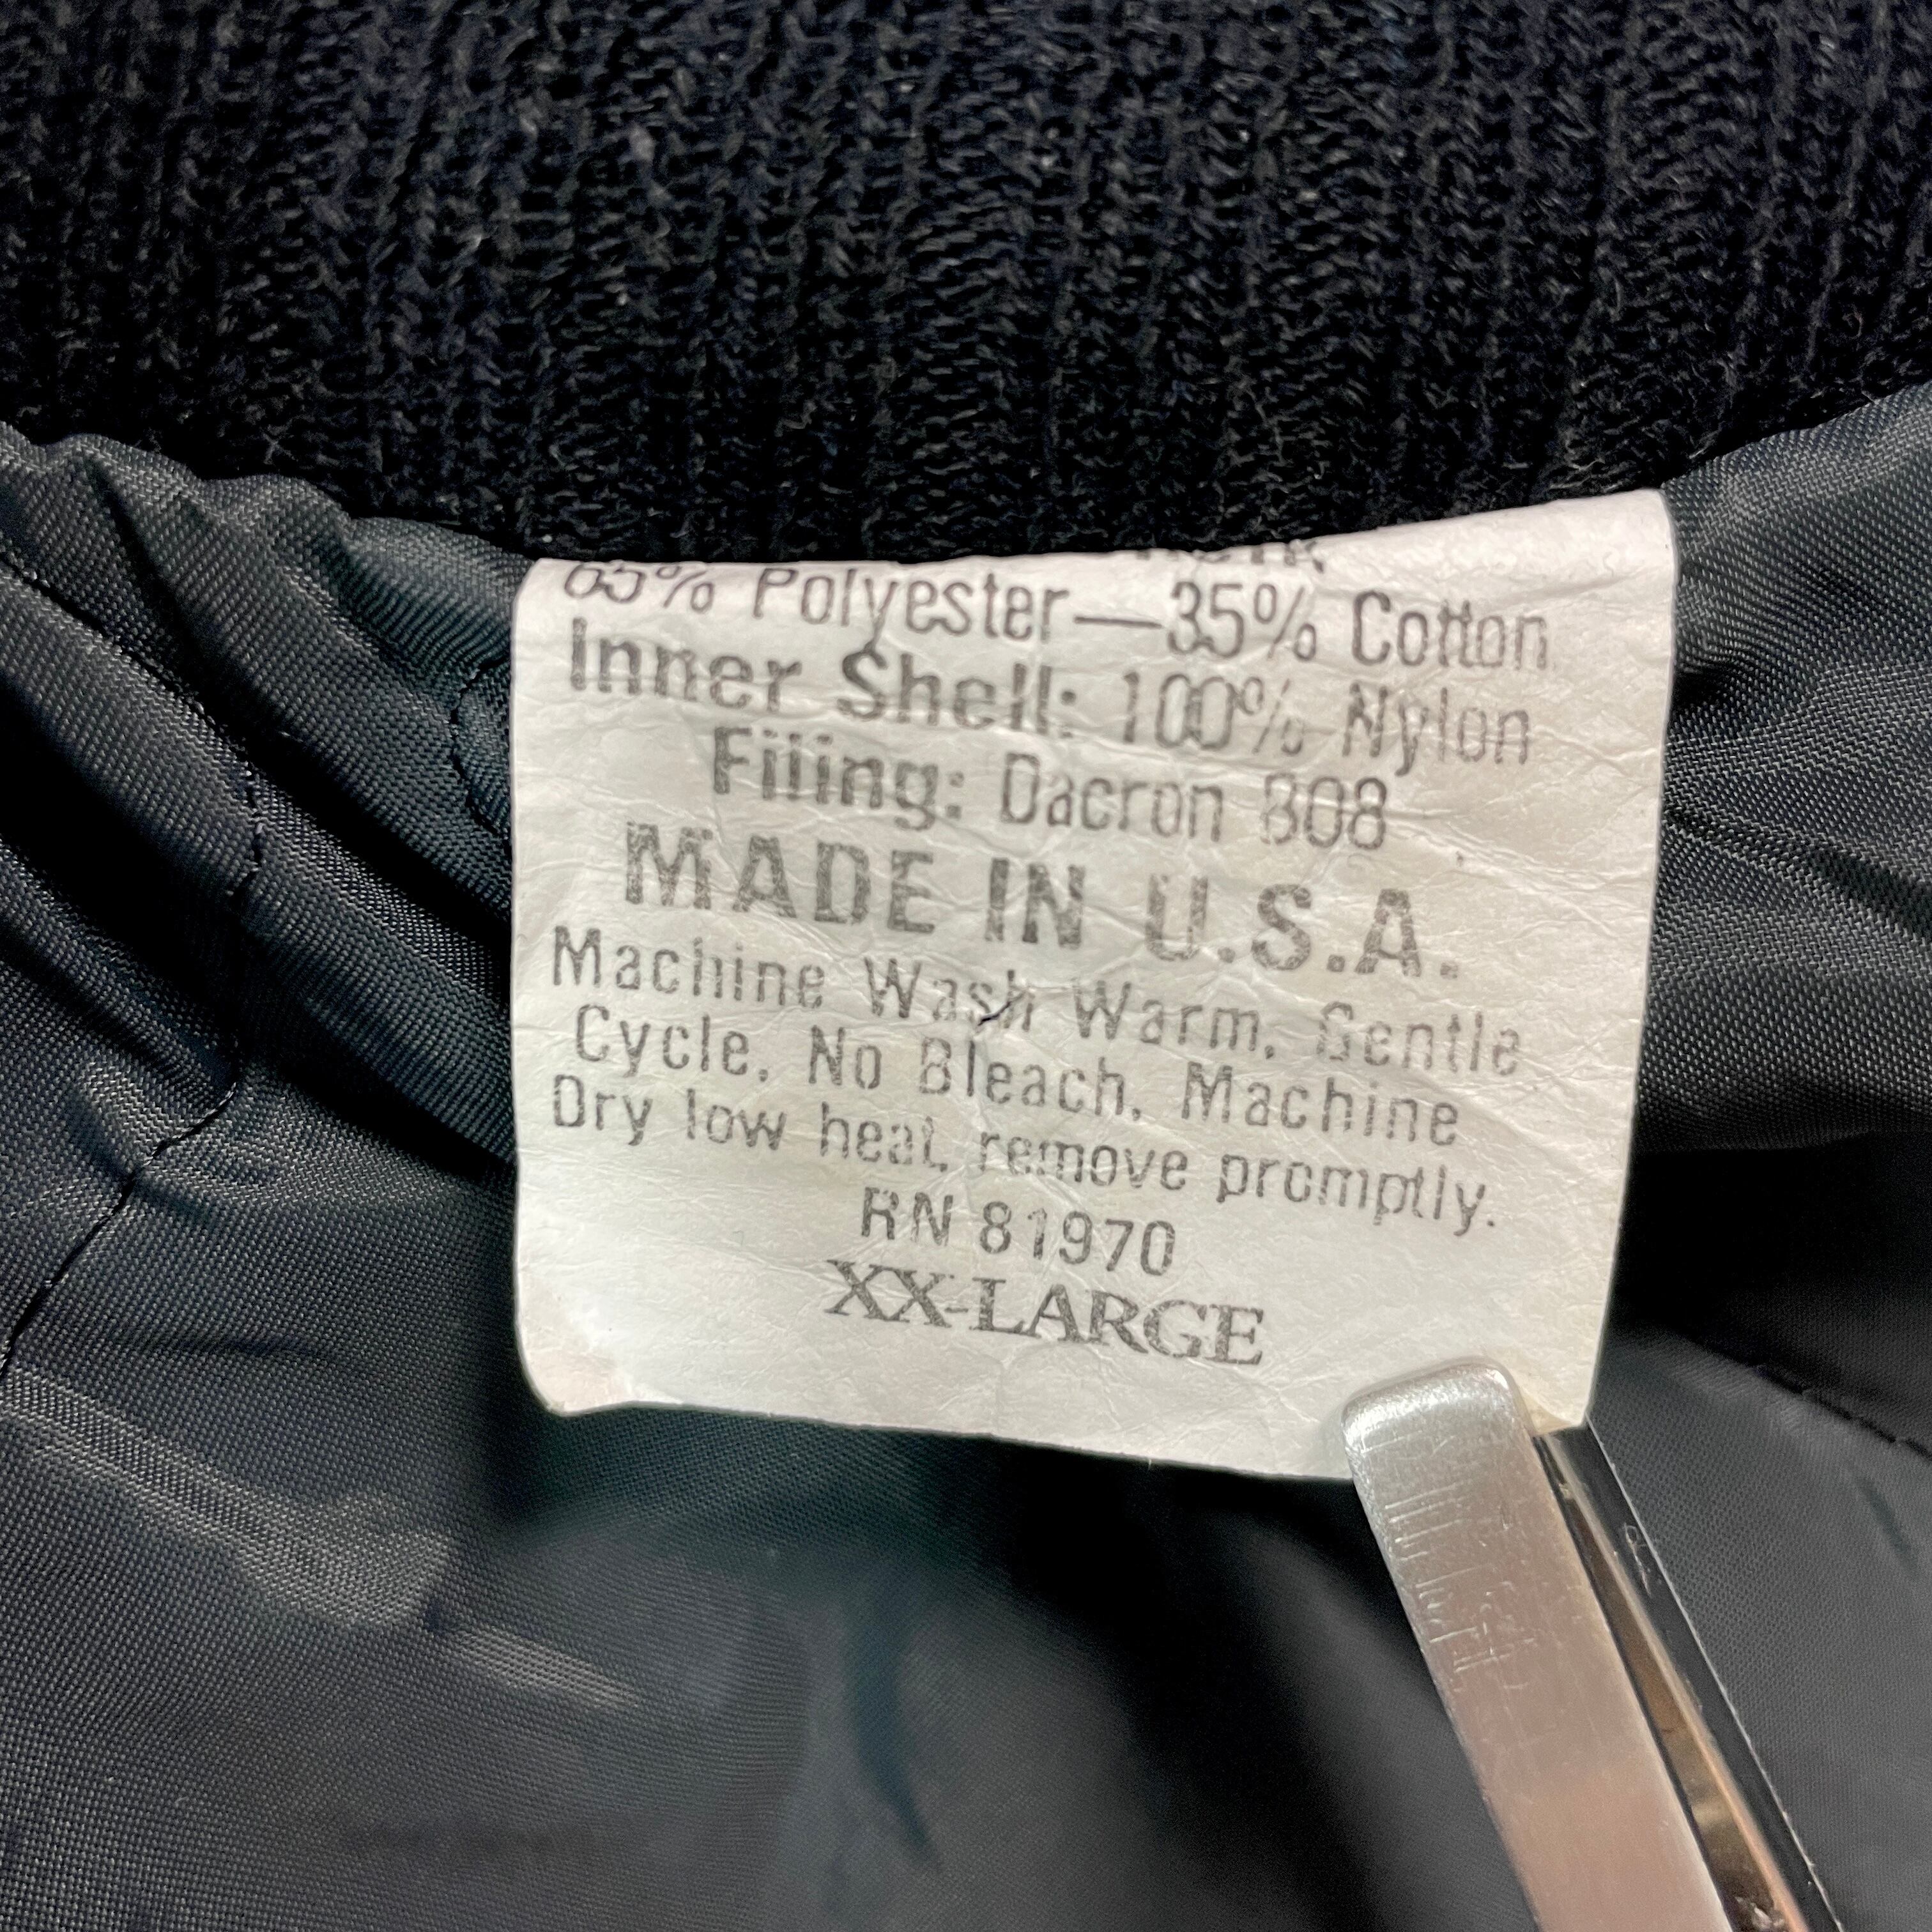 65% Polyester—35% Cotton
Inner Shell: 100% Nylon
Filing: Dacron 808
MADE IN U.S.A.
Machine Wash Warm, Gentle
Cycle, No Bleach, Machine
Dry low heat, remove promptly.
RN 81970
XX-LARGE